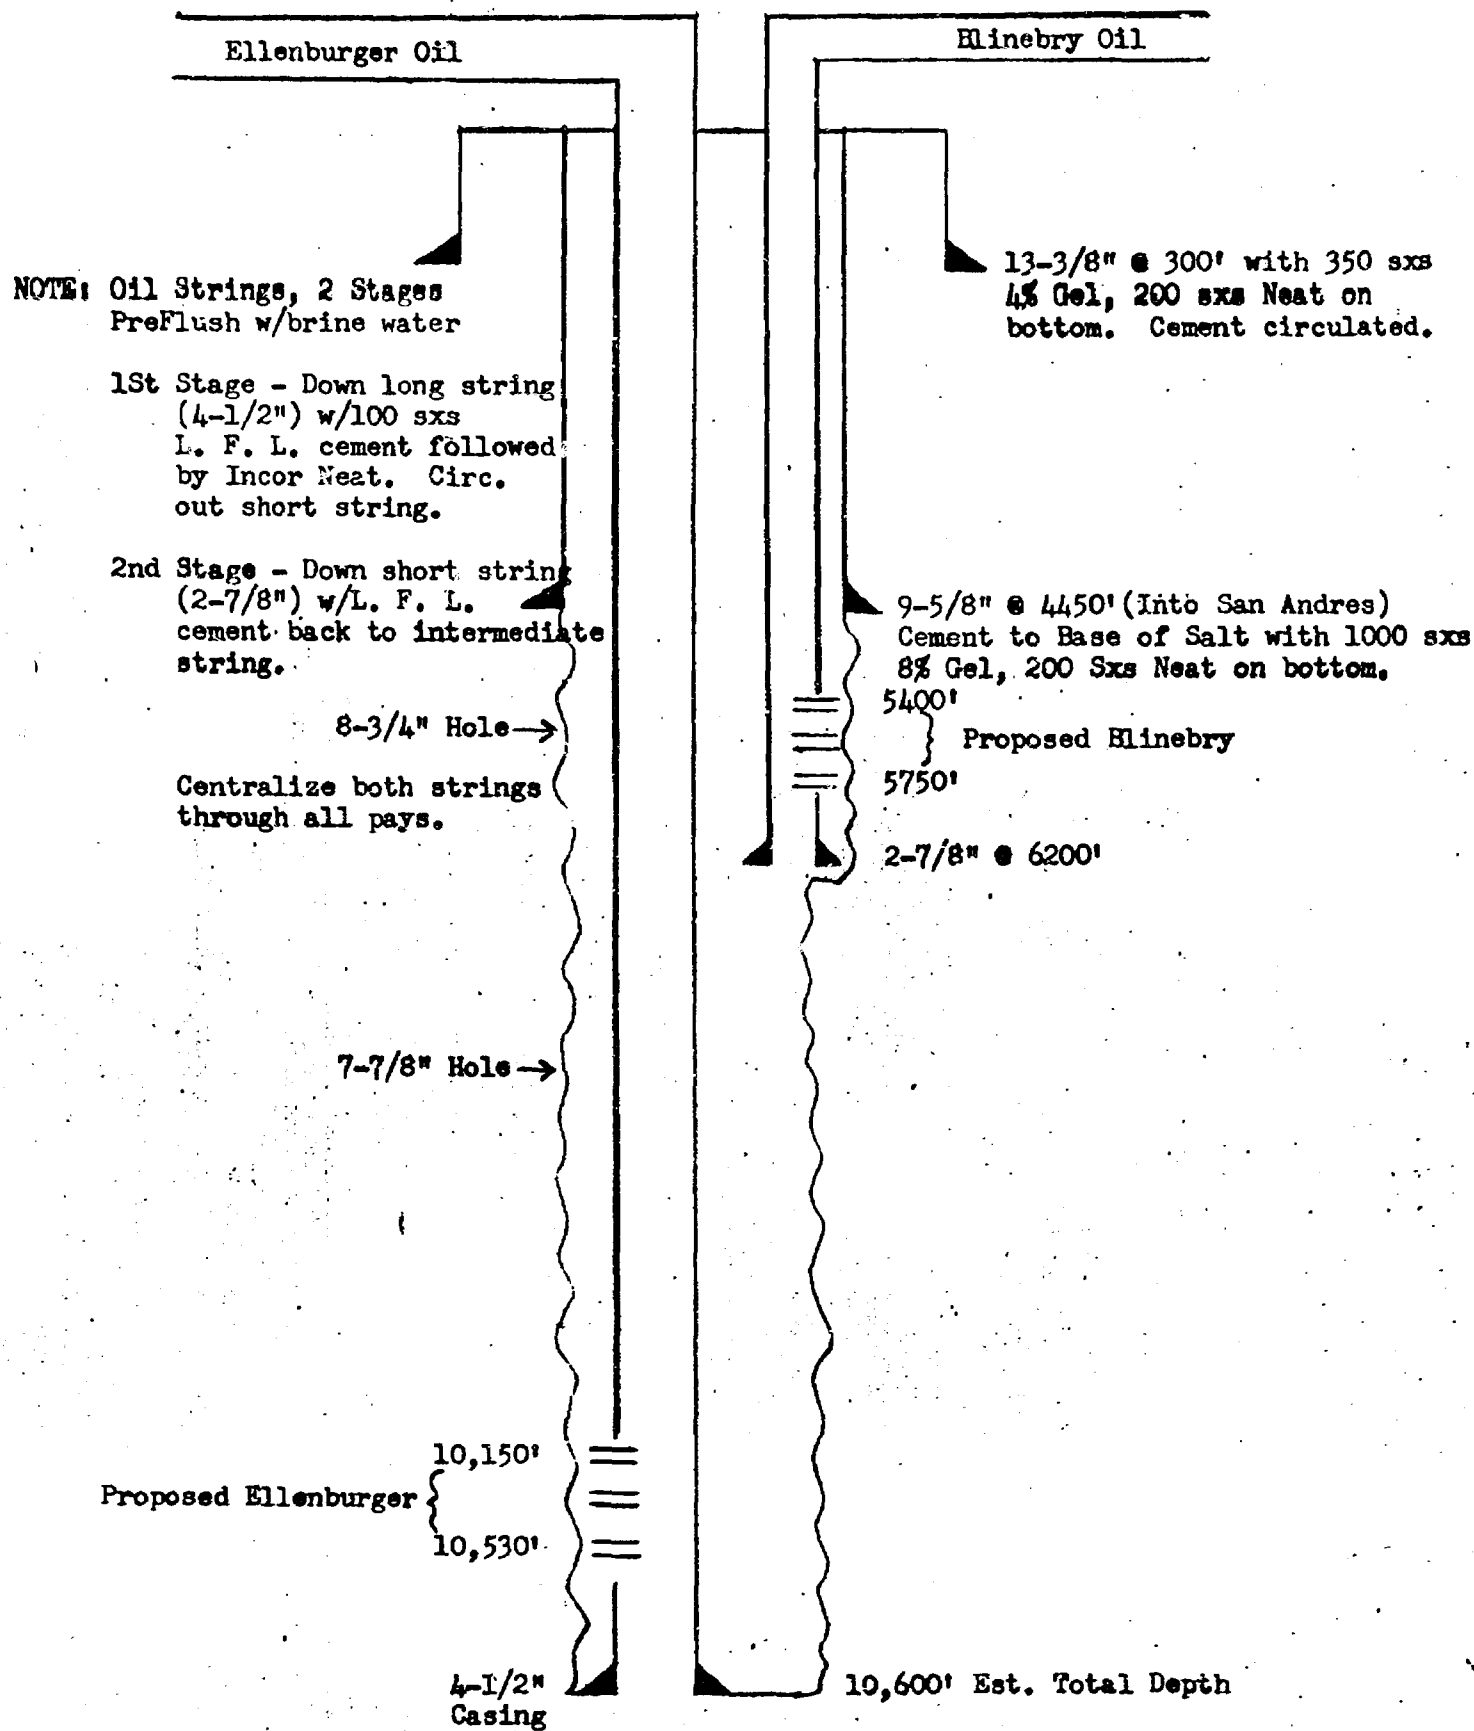 Ellenburger Oil
Blinebry Oil
13-3/8" @ 300' with 350 sxs
4% Gel, 200 sxs Neat on
bottom. Cement circulated.
NOTE: Oil Strings, 2 Stages
PreFlush w/brine water
1St Stage - Down long string
(4-1/2") w/100 sxs
L. F. L. cement followed
by Incor Neat. Circ.
out short string.
2nd Stage - Down short string
(2-7/8") w/L. F. L.
cement back to intermediate
string.
9-5/8" @ 4450' (Into San Andres)
Cement to Base of Salt with 1000 sxs
8% Gel, 200 Sxs Neat on bottom.
5400'
Proposed Blinebry
5750'
8-3/4" Hole→
Centralize both strings
through all pays.
2-7/8" @ 6200'
7-7/8" Hole→
10,150'
Proposed Ellenburger
10,530'
4-1/2"
Casing
10,600' Est. Total Depth